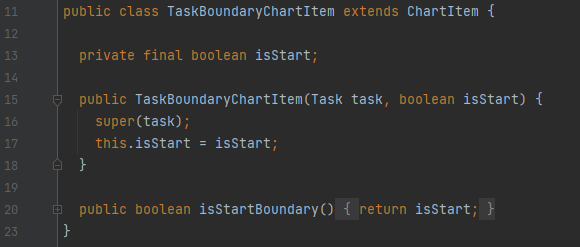 11 public class TaskBoundaryChartItem extends ChartItem {
12
13 private final boolean isStart;
14
15 public TaskBoundaryChartItem(Task task, boolean isStart) {
16 super(task);
17 this.isStart = isStart;
18 }
19
20 public boolean isStartBoundary() { return isStart; }
23 }